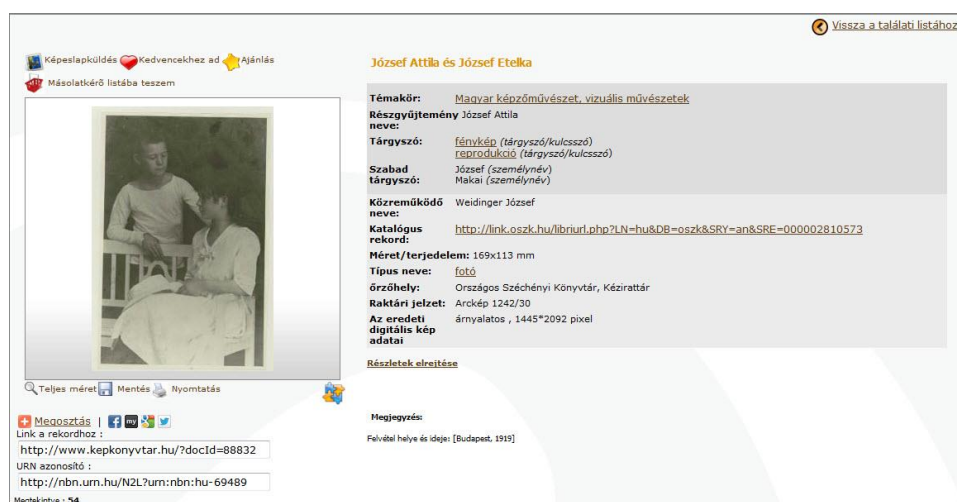 Vissza a találati listához
Képeslapküldés Kedvencekhez ad Ajánlás
Másolatkérő listába teszem
József Attila és József Etelka
Témakör: Magyar képzőművészet, vizuális művészetek
Részgyűjtemény József Attila
neve:
Tárgyszó: fénykép (tárgyszó/kulcsszó)
reprodukció (tárgyszó/kulcsszó)
Szabad József (személynév)
tárgyszó: Makai (személynév)
Közreműködő Weidinger József
neve:
Katalógus http://link.oszk.hu/libriurl.php?LN=hu&DB=oszk&SRY=an&SRE=000002810573
rekord:
Méret/terjedelem: 169x113 mm
Típus neve: fotó
őrzőhely: Országos Széchényi Könyvtár, Kézirattár
Raktári jelzet: Arckép 1242/30
Az eredeti árnyalatos , 1445*2092 pixel
digitális kép
adatai
Részletek elrejtése
Teljes méret Mentés Nyomtatás
Megjegyzés:
Felvétel helye és ideje: [Budapest, 1919]
Megosztás | f my
Link a rekordhoz :
http://www.kepkonyvtar.hu/?docId=88832
URN azonosító :
http://nbn.urn.hu/N2L?urn:nbn:hu-69489
Megtekintve : 54